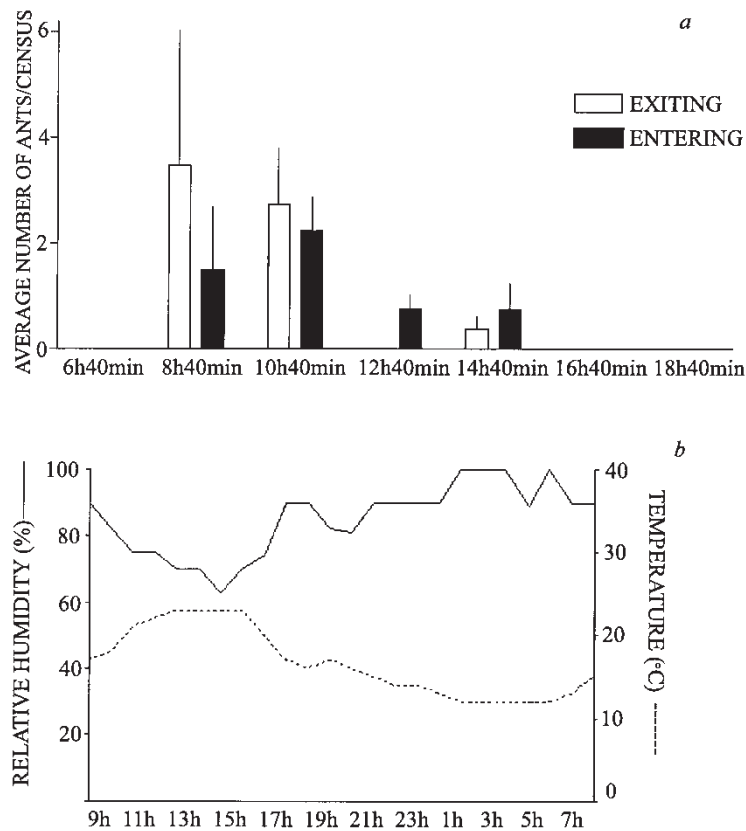 a
6
4
2
0
AVERAGE NUMBER OF ANTS/CENSUS
EXITING
ENTERING
6h40min 8h40min 10h40min 12h40min 14h40min 16h40min 18h40min
b
100
80
60
40
20
RELATIVE HUMIDITY (%)
40
30
20
10
0
TEMPERATURE (°C)
9h 11h 13h 15h 17h 19h 21h 23h 1h 3h 5h 7h